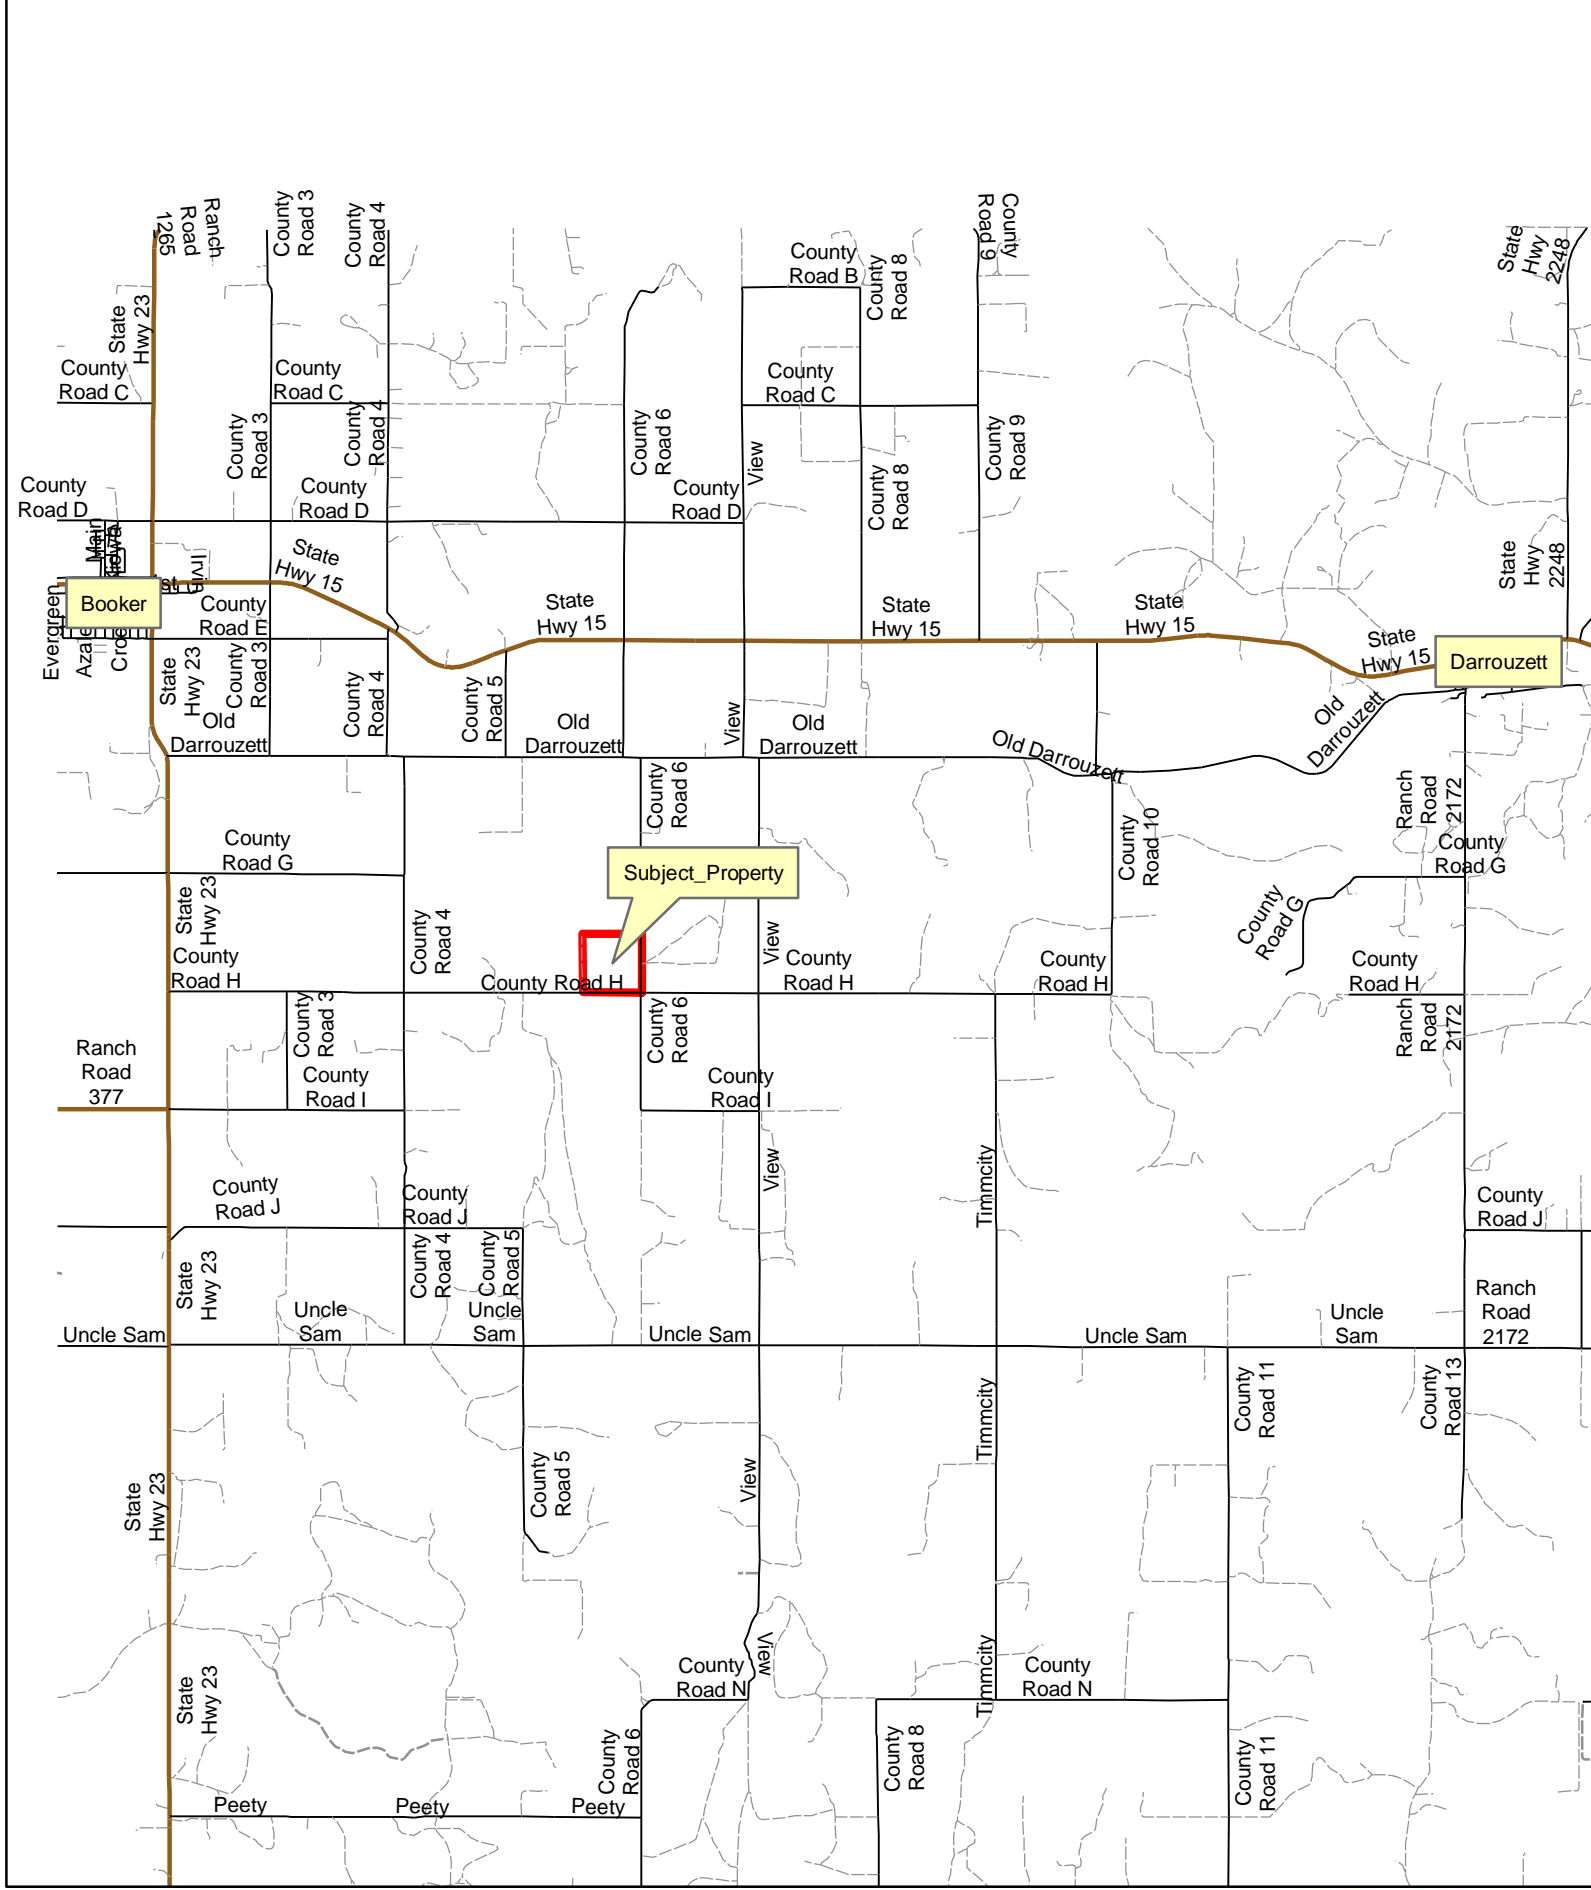 Ranch
Road
1265
County
Road 3
County
Road 4
County
Road 9
State
Hwy
2248
County
Road B
County
Road 8
State
Hwy 23
County
Road C
County
Road C
County
Road C
County
Road 3
County
Road 4
County
Road 6
View
County
Road 9
County
Road 8
County
Road D
County
Road D
County
Road D
Main
Iowa
Irvin
State
Hwy 15
State
Hwy
2248
Booker
Evergreen
County
Road E
State
Hwy 15
State
Hwy 15
State
Hwy 15
State
Hwy 15
Darrouzett
State
Hwy 23
County
Road 3
County
Road 4
County
Road 5
View
Old
Darrouzett
Old
Darrouzett
Old
Darrouzett
Old Darrouzett
Old
Darrouzett
County
Road 6
Ranch
Road
2172
County
Road 10
County
Road G
County
Road G
Subject_Property
State
Hwy 23
County
Road 4
View
County
Road G
County
Road H
County Road H
County
Road H
County
Road H
County
Road H
County
Road 3
County
Road 6
Ranch
Road
2172
Ranch
Road
377
County
Road I
County
Road I
View
Timmcity
County
Road J
County
Road J
County
Road J
State
Hwy 23
County
Road 4
County
Road 5
Ranch
Road
2172
Uncle Sam
Uncle
Sam
Uncle
Sam
Uncle Sam
Uncle Sam
Uncle
Sam
Timmcity
County
Road 11
County
Road 13
State
Hwy 23
County
Road 5
View
View
Timmcity
State
Hwy 23
County
Road N
County
Road N
County
Road 6
County
Road 8
County
Road 11
Peety
Peety
Peety